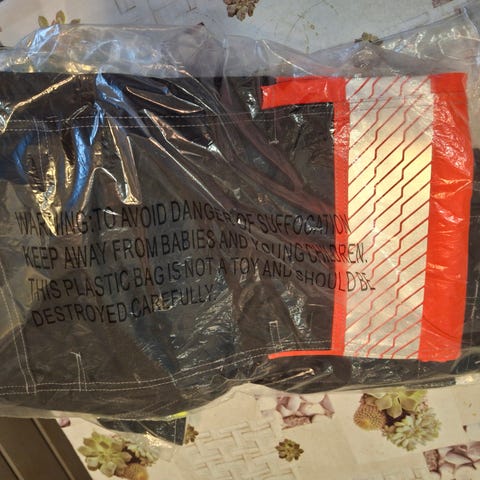 WARNING: TO AVOID DANGER OF SUFFOCATION
KEEP AWAY FROM BABIES AND YOUNG CHILDREN.
THIS PLASTIC BAG IS NOT A TOY AND SHOULD BE
DESTROYED CAREFULLY.